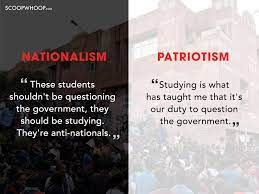 SCOOPWHOOP.com
NATIONALISM
“ These students
shouldn't be questioning
the government, they
should be studying.
They're anti-nationals. ”
PATRIOTISM
“ Studying is what
has taught me that it's
our duty to question
the government. ”